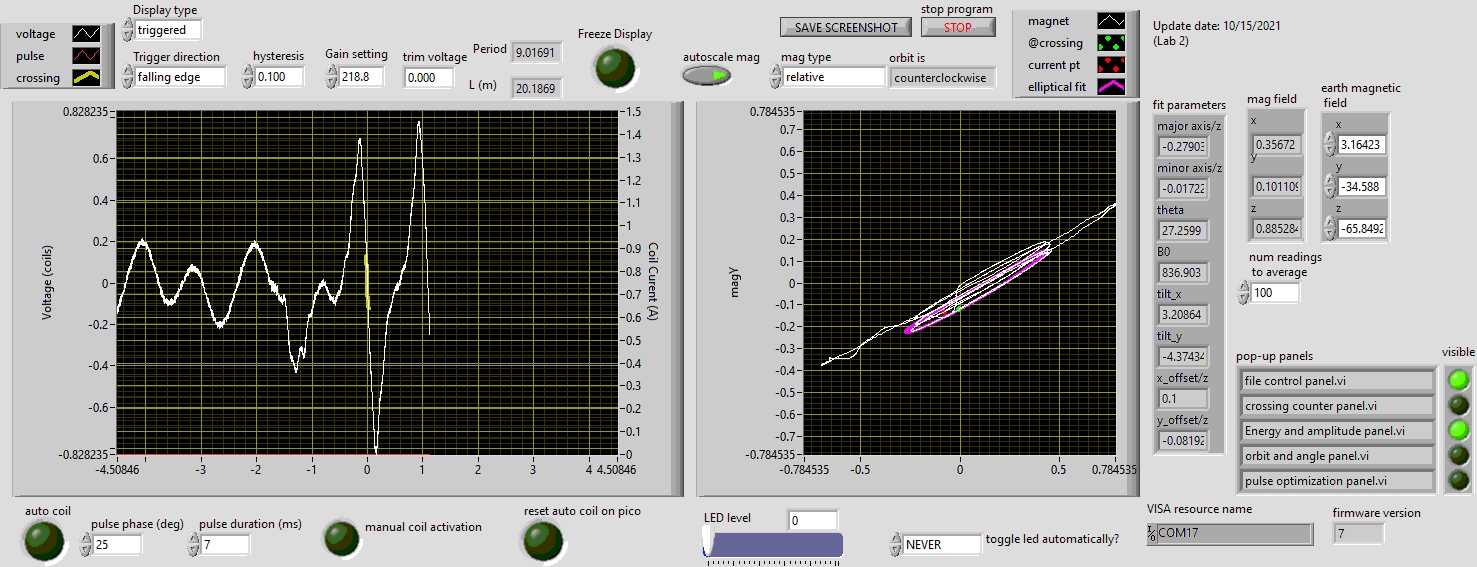 Display type
triggered
voltage
pulse
crossing
Trigger direction
falling edge
hysteresis
0.100
Gain setting
218.8
trim voltage
0.000
Period
9.01691
L (m)
20.1869
Freeze Display
autoscale mag
SAVE SCREENSHOT
stop program
STOP
mag type
relative
orbit is
counterclockwise
magnet
@crossing
current pt
elliptical fit
Update date: 10/15/2021
(Lab 2)
0.828235
0.6
0.4
0.2
0
-0.2
-0.4
-0.6
-0.828235
Voltage (coils)
-4.50846
-3
-2
-1
0
1
2
3
4
4.50846
1.5
1.4
1.3
1.2
1.1
1
0.9
0.8
0.7
0.6
0.5
0.4
0.3
0.2
0.1
0
Coil Current (A)
0.784535
0.7
0.6
0.5
0.4
0.3
0.2
0.1
0
-0.1
-0.2
-0.3
-0.4
-0.5
-0.6
-0.7
-0.784535
magY
-0.784535
-0.5
0
0.5
0.784535
fit parameters
major axis/z
-0.2790
minor axis/z
-0.01722
theta
27.2599
B0
836.903
tilt_x
3.20864
tilt_y
-4.37434
x_offset/z
0.1
y_offset/z
-0.08192
mag field
x
0.35672
y
0.101109
z
0.885284
earth magnetic
field
x
3.16423
y
-34.588
z
-65.8492
num readings
to average
100
pop-up panels
visible
file control panel.vi
crossing counter panel.vi
Energy and amplitude panel.vi
orbit and angle panel.vi
pulse optimization panel.vi
auto coil
pulse phase (deg)
25
pulse duration (ms)
7
manual coil activation
reset auto coil on pico
LED level
0
NEVER
toggle led automatically?
VISA resource name
COM17
firmware version
7